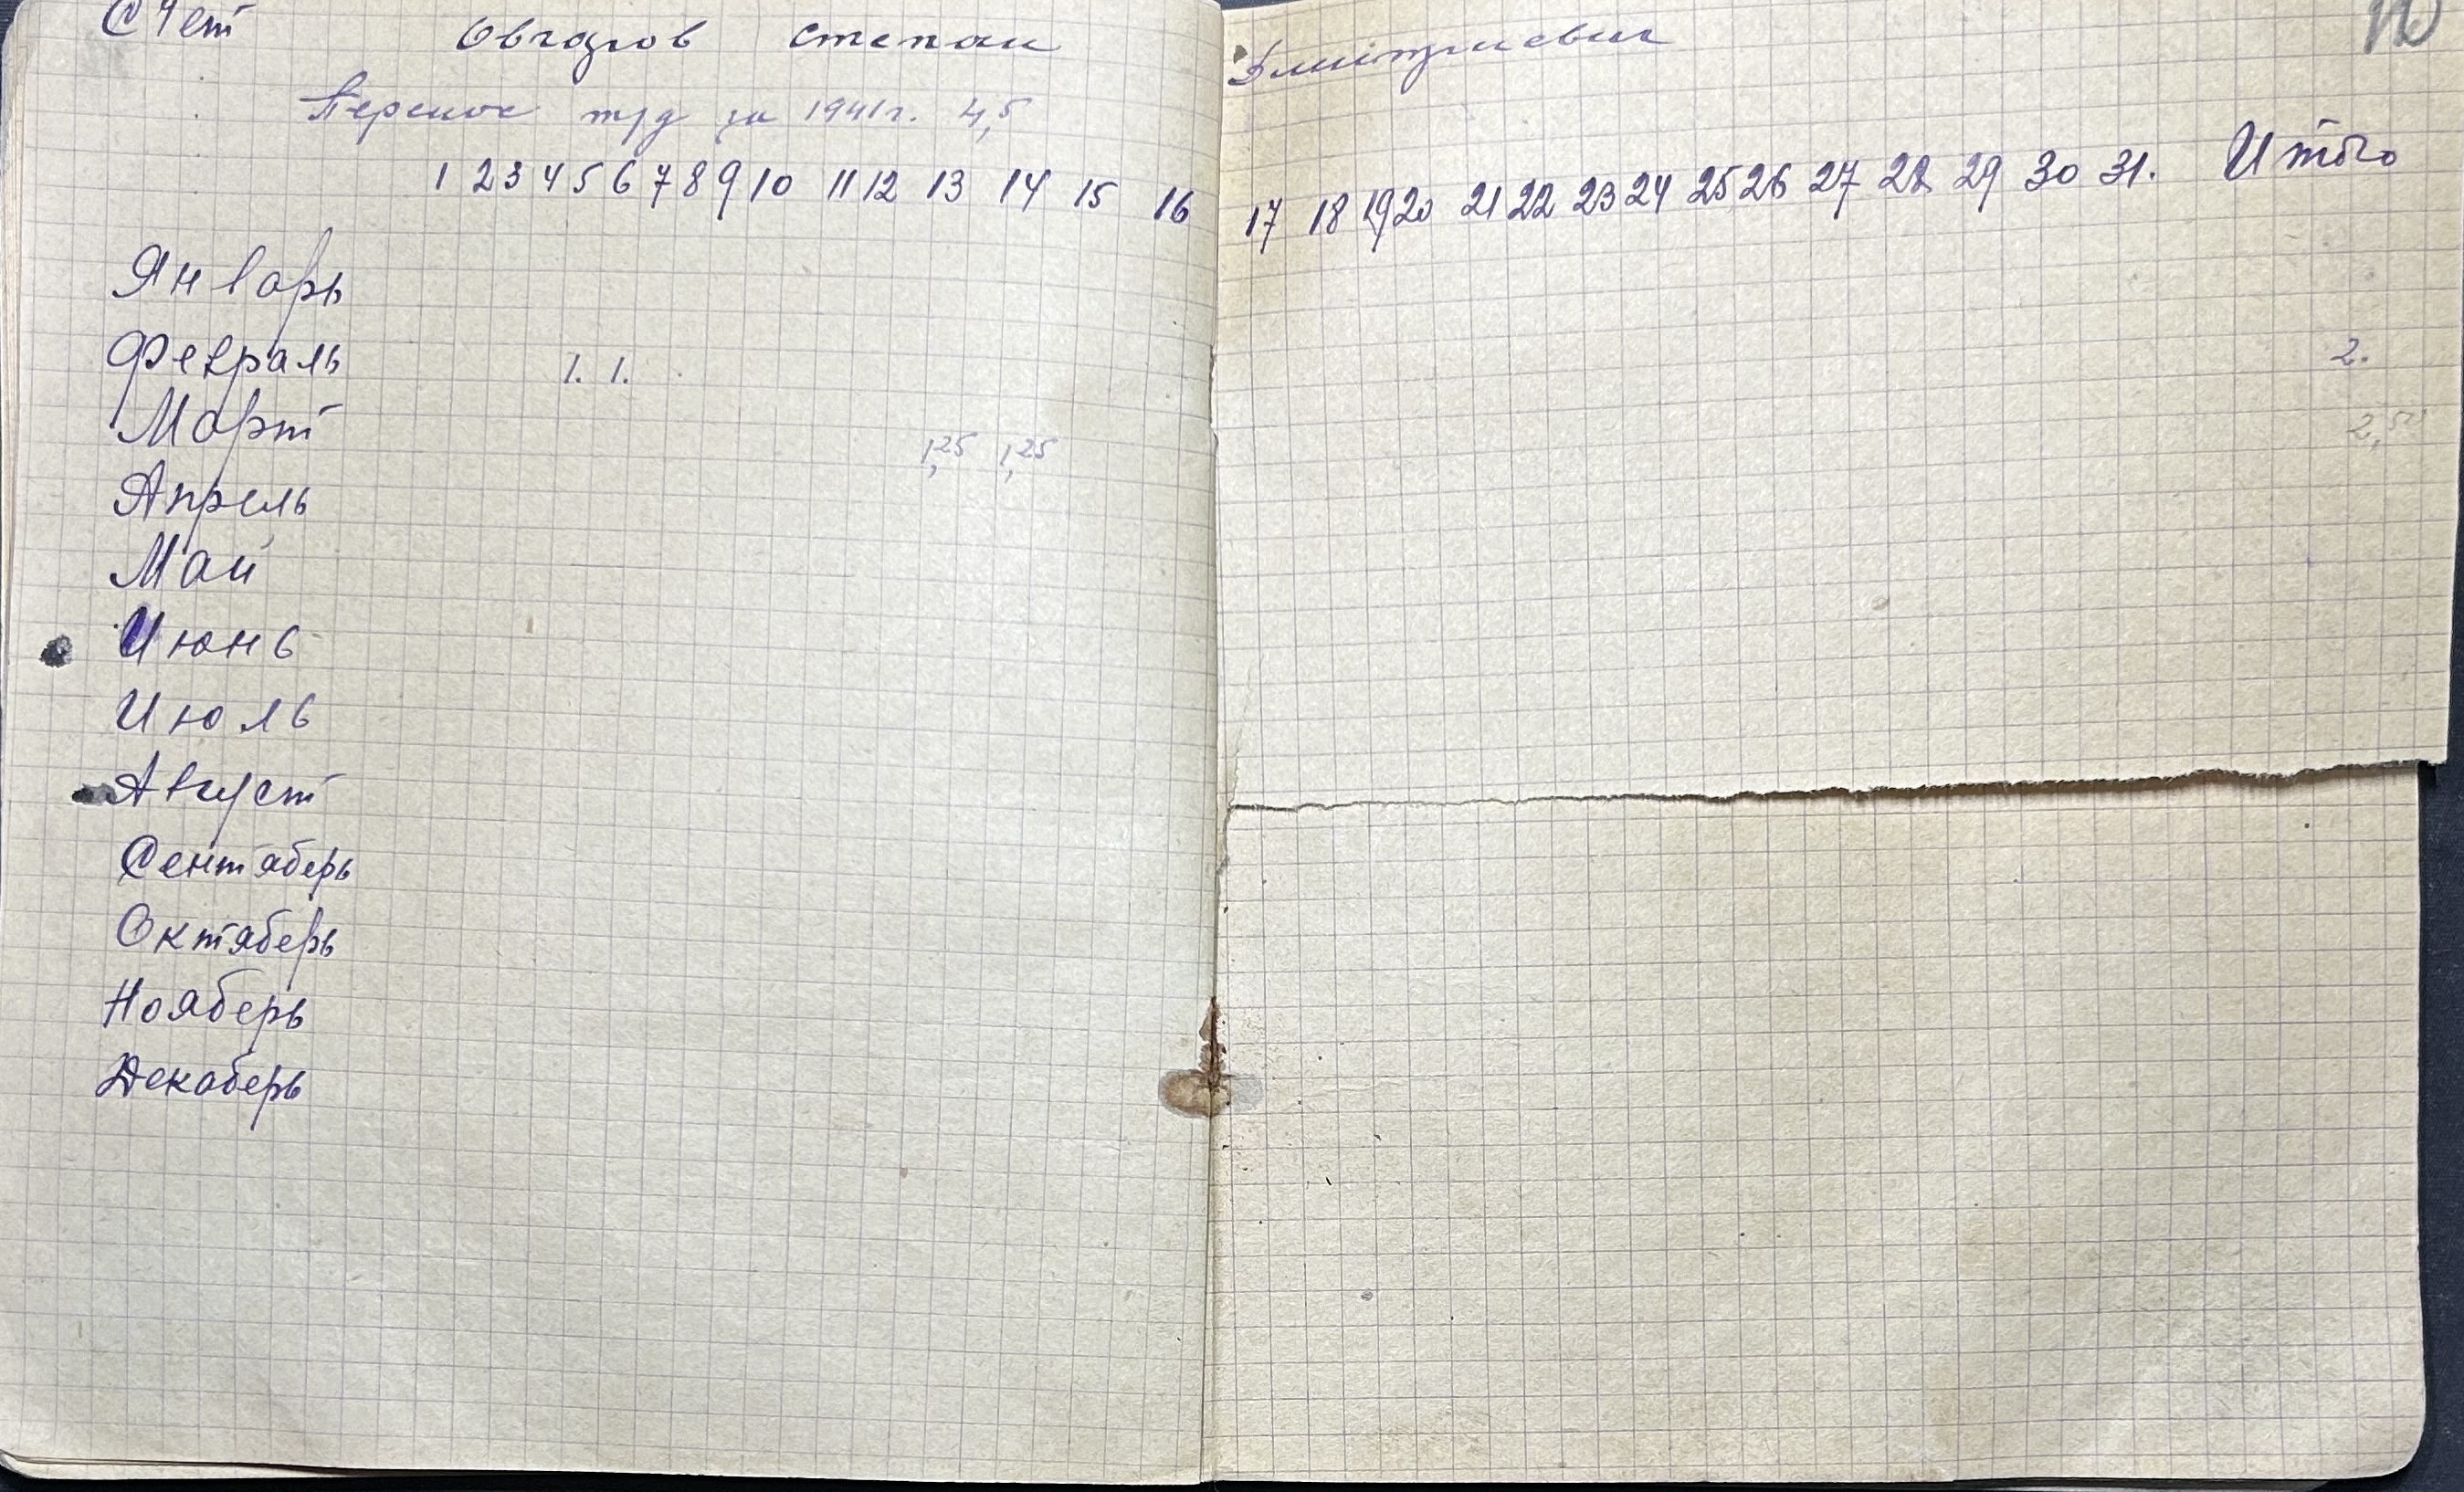 Счет Овчаров Степан Дмитриевич
Перенос тру за 1941г. 4,5
1 2 3 4 5 6 7 8 9 10 11 12 13 14 15 16 17 18 19 20 21 22 23 24 25 26 27 28 29 30 31. Итого
Январь
Февраль 1. 1. 2.
Март 1,25 1,25 2,50
Апрель
Май
Июнь
Июль
Август
Сентяберь
Октяберь
Нояберь
Декаберь